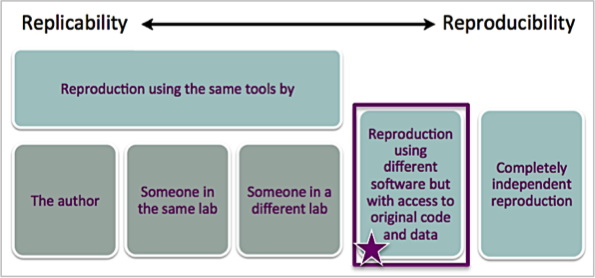 Replicability Reproducibility
Reproduction using the same tools by
The author
Someone in
the same lab
Someone in a
different lab
Reproduction
using
different
software but
with access to
original code
and data
Completely
independent
reproduction